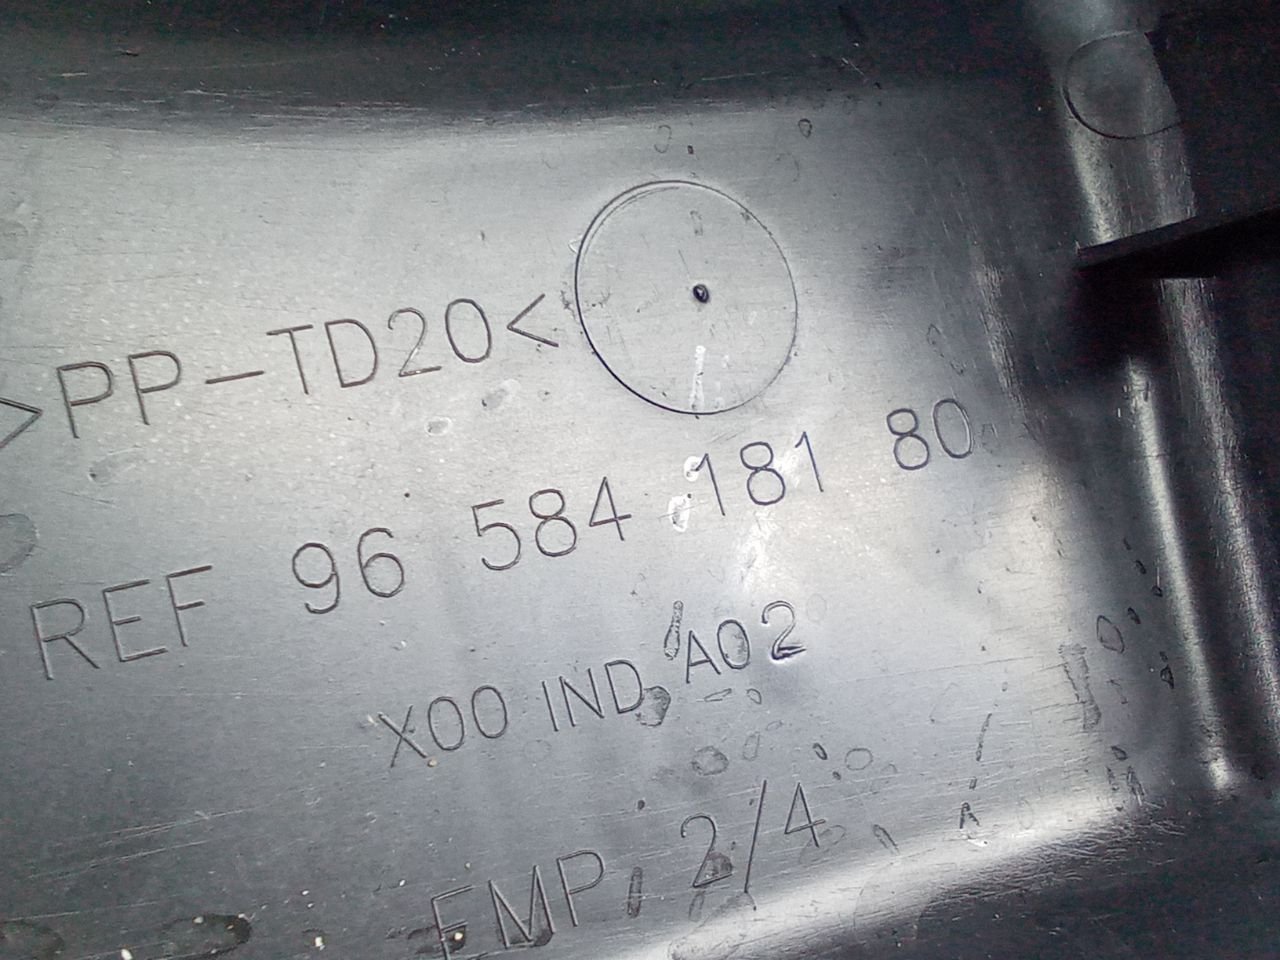 >PP-TD20<
REF 96 584 181 80
X00 IND A02
EMP 2/4